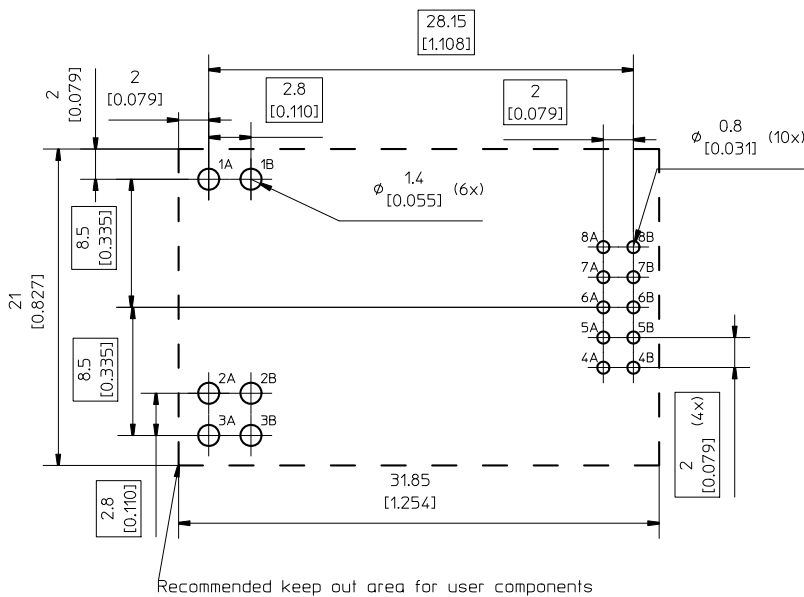 28.15
[1.108]
2
[0.079]
2
[0.079]
2.8
[0.110]
2
[0.079]
ø 0.8 (10x)
[0.031]
1A 1B
ø 1.4 (6x)
[0.055]
8.5
[0.335]
8A 8B
7A 7B
21
[0.827]
6A 6B
5A 5B
8.5
[0.335]
4A 4B
2A 2B
3A 3B
2 (4x)
[0.079]
2.8
[0.110]
31.85
[1.254]
Recommended keep out area for user components